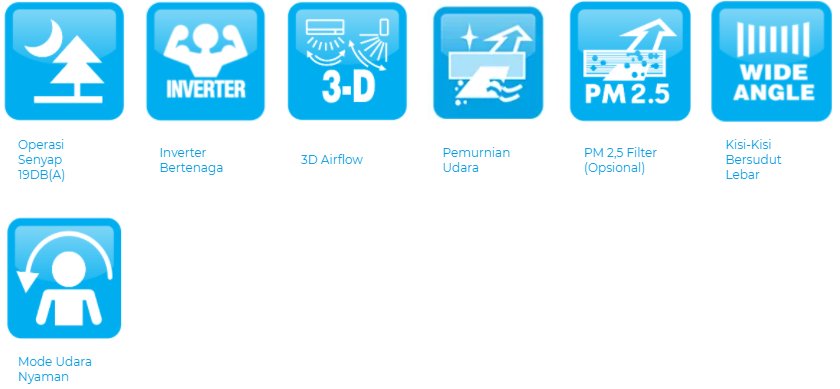 INVERTER
3-D
PM 2.5
WIDE
ANGLE
Operasi
Senyap
19DB(A)
Inverter
Bertenaga
3D Airflow
Pemurnian
Udara
PM 2,5 Filter
(Opsional)
Kisi-Kisi
Bersudut
Lebar
Mode Udara
Nyaman